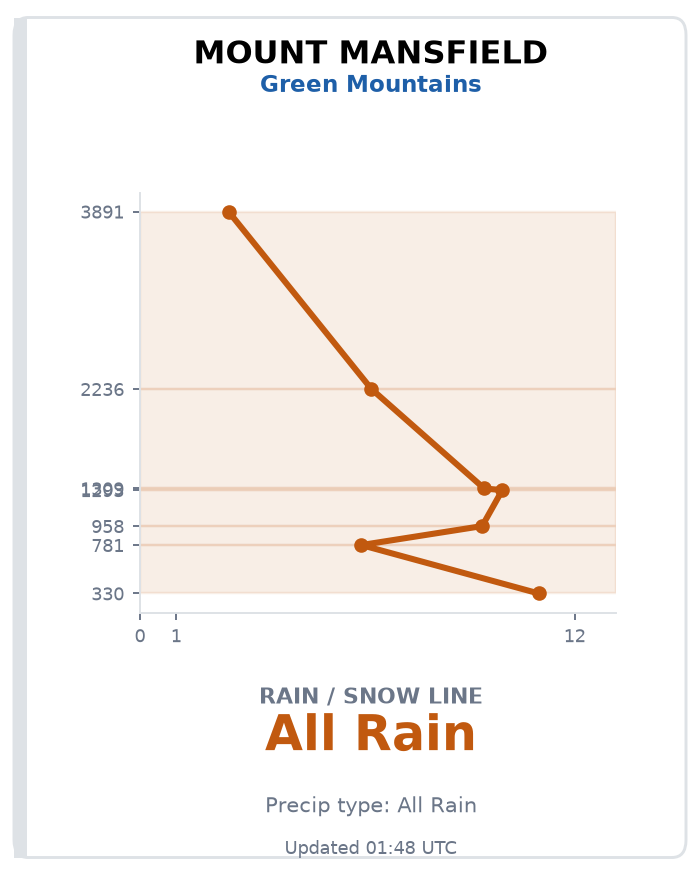 MOUNT MANSFIELD
Green Mountains
3891
2236
958
781
330
0 1 12
RAIN / SNOW LINE
All Rain
Precip type: All Rain
Updated 01:48 UTC